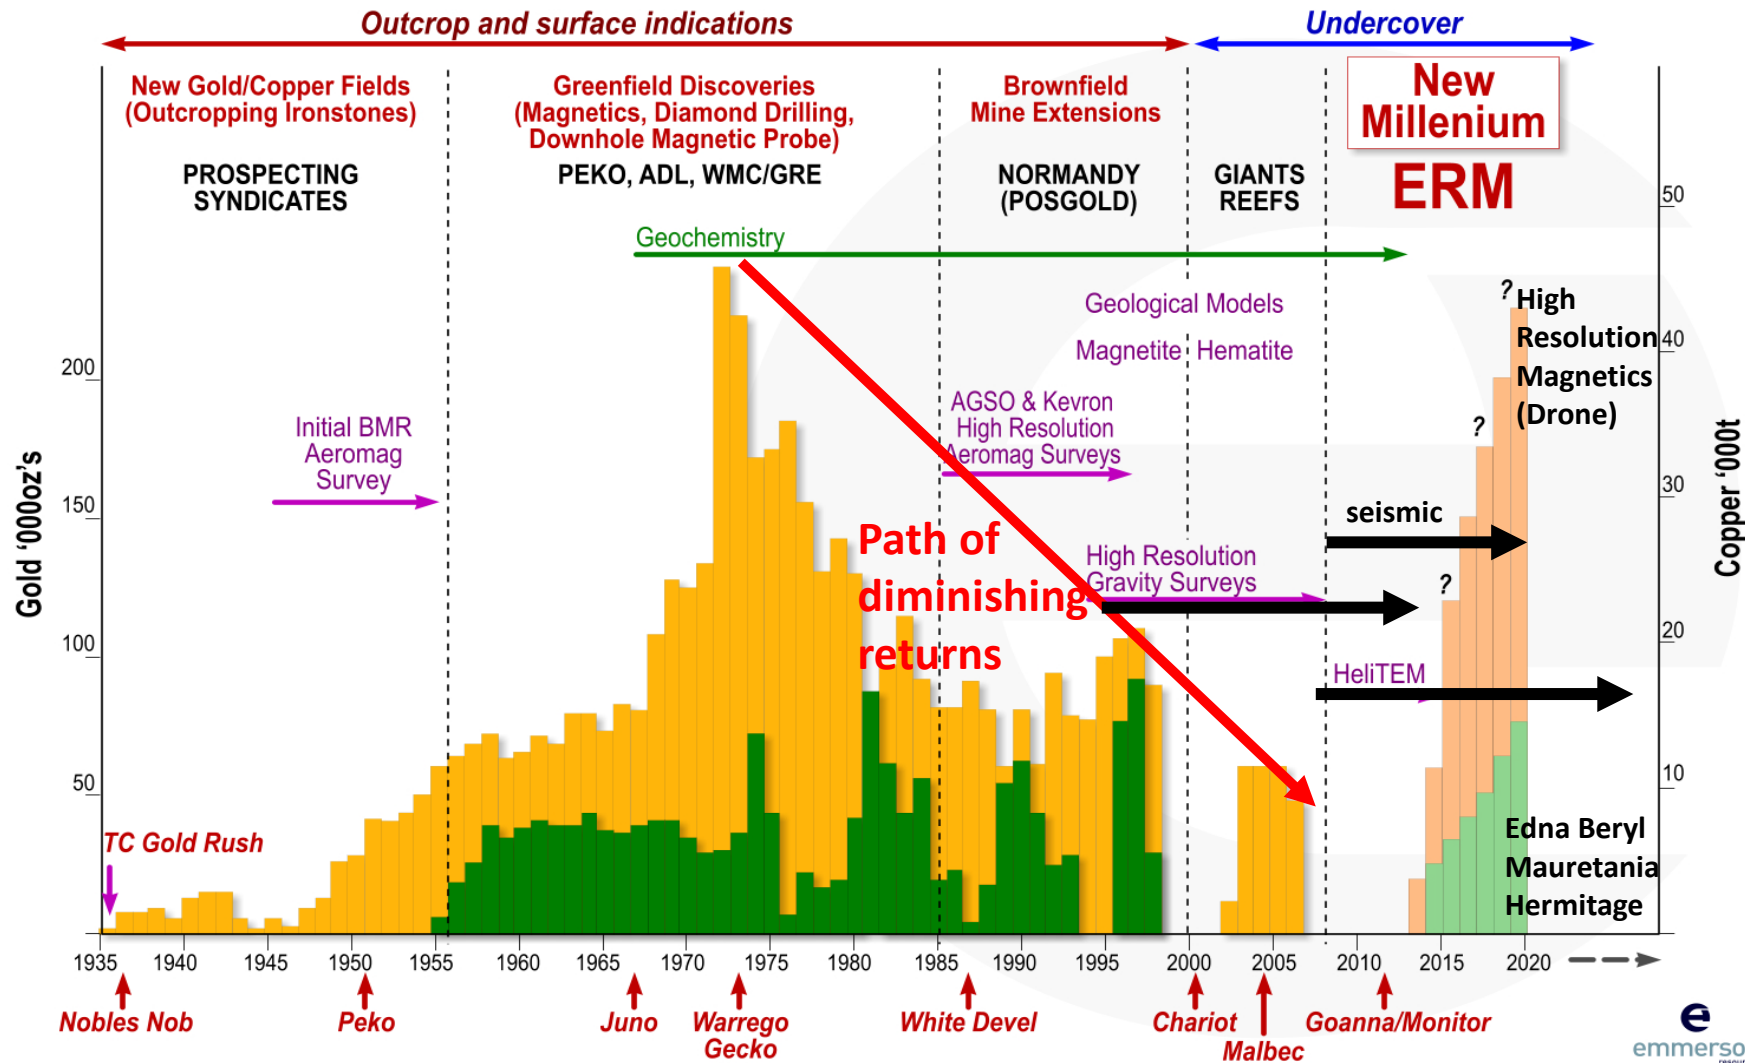 Outcrop and surface indications
Undercover
New Gold/Copper Fields
(Outcropping Ironstones)
Greenfield Discoveries
(Magnetics, Diamond Drilling,
Downhole Magnetic Probe)
Brownfield
Mine Extensions
New
Millenium
PROSPECTING
SYNDICATES
PEKO, ADL, WMC/GRE
NORMANDY
(POSGOLD)
GIANTS
REEFS
ERM
Geochemistry
Geological Models
Magnetite
Hematite
Initial BMR
Aeromag
Survey
AGSO & Kevron
High Resolution
Aeromag Surveys
High Resolution
Gravity Surveys
Path of
diminishing
returns
seismic
HeliTEM
? High
Resolution
Magnetics
(Drone)
?
?
Edna Beryl
Mauretania
Hermitage
TC Gold Rush
Gold ‘000oz’s
200
150
100
50
Copper ‘000t
50
40
30
20
10
1935 1940 1945 1950 1955 1960 1965 1970 1975 1980 1985 1990 1995 2000 2005 2010 2015 2020
Nobles Nob
Peko
Juno
Warrego
Gecko
White Devel
Chariot
Malbec
Goanna/Monitor
e
emmerso
resour